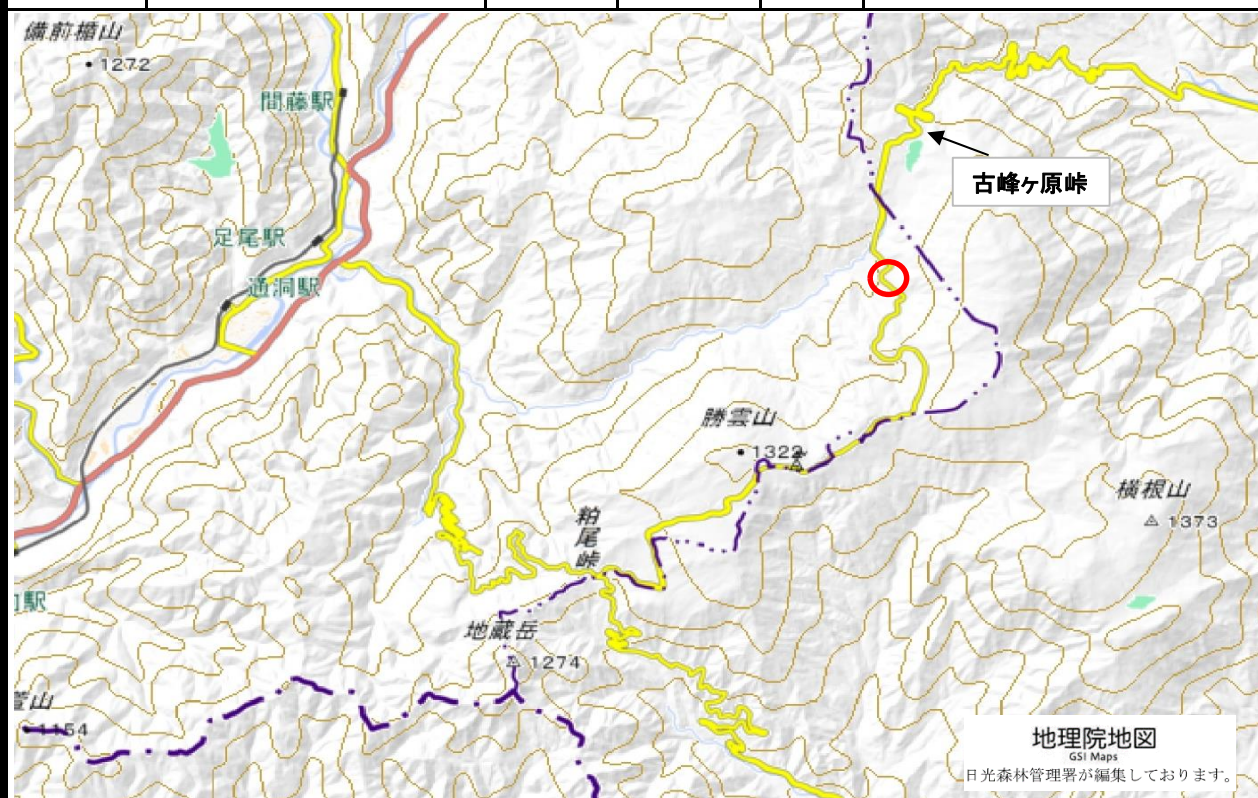 備前楯山
1272
間藤駅
古峰ヶ原峠
足尾駅
通洞駅
勝雲山
1322
横根山
1373
粕尾峠
駅
地蔵岳
1274
山
1154
地理院地図
GSI Maps
日光森林管理署が編集しております。